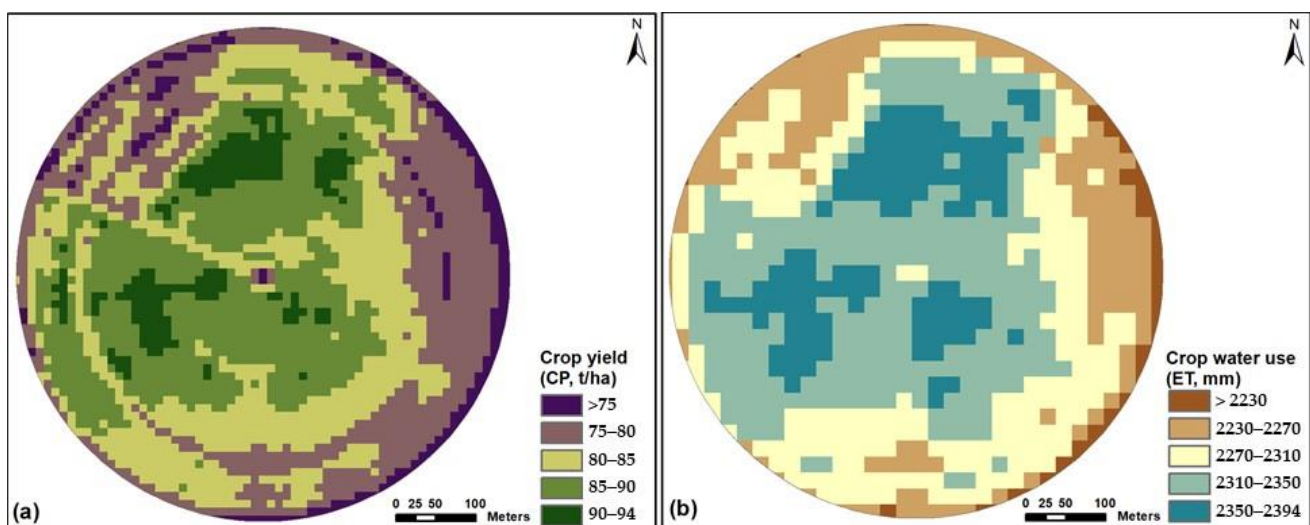 N
Crop yield
(CP, t/ha)
>75
75–80
80–85
85–90
90–94
0 25 50 100
Meters
(a)
N
Crop water use
(ET, mm)
> 2230
2230–2270
2270–2310
2310–2350
2350–2394
0 25 50 100
Meters
(b)